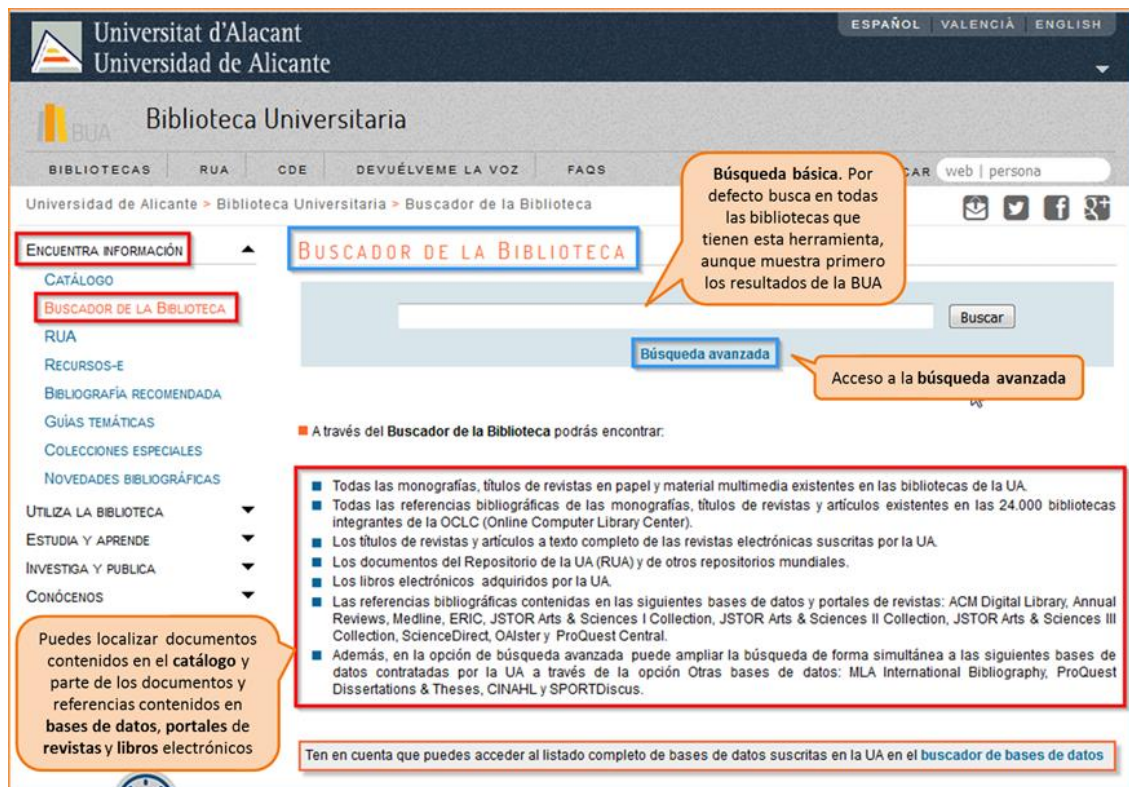 Universitat d'Alacant
Universidad de Alicante
ESPAÑOL VALENCIÀ ENGLISH
BUA
Biblioteca Universitaria
BIBLIOTECAS RUA CDE DEVUÉLVEME LA VOZ FAQS
CAR web | persona
Universidad de Alicante > Biblioteca Universitaria > Buscador de la Biblioteca
Búsqueda básica. Por
defecto busca en todas
las bibliotecas que
tienen esta herramienta,
aunque muestra primero
los resultados de la BUA
ENCUENTRA INFORMACIÓN
CATÁLOGO
BUSCADOR DE LA BIBLIOTECA
RUA
RECURSOS-E
BIBLIOGRAFÍA RECOMENDADA
GUÍAS TEMÁTICAS
COLECCIONES ESPECIALES
NOVEDADES BIBLIOGRÁFICAS
UTILIZA LA BIBLIOTECA
ESTUDIA Y APRENDE
INVESTIGA Y PUBLICA
CONÓCENOS
BUSCADOR DE LA BIBLIOTECA
Buscar
Búsqueda avanzada
Acceso a la búsqueda avanzada
A través del Buscador de la Biblioteca podrás encontrar:
Todas las monografías, títulos de revistas en papel y material multimedia existentes en las bibliotecas de la UA.
Todas las referencias bibliográficas de las monografías, títulos de revistas y artículos existentes en las 24.000 bibliotecas
integrantes de la OCLC (Online Computer Library Center).
Los títulos de revistas y artículos a texto completo de las revistas electrónicas suscritas por la UA.
Los documentos del Repositorio de la UA (RUA) y de otros repositorios mundiales.
Los libros electrónicos adquiridos por la UA.
Las referencias bibliográficas contenidas en las siguientes bases de datos y portales de revistas: ACM Digital Library, Annual
Reviews, Medline, ERIC, JSTOR Arts & Sciences I Collection, JSTOR Arts & Sciences II Collection, JSTOR Arts & Sciences III
Collection, ScienceDirect, OAIster y ProQuest Central.
Además, en la opción de búsqueda avanzada puede ampliar la búsqueda de forma simultánea a las siguientes bases de
datos contratadas por la UA a través de la opción Otras bases de datos: MLA International Bibliography, ProQuest
Dissertations & Theses, CINAHL y SPORTDiscus.
Puedes localizar documentos
contenidos en el catálogo y
parte de los documentos y
referencias contenidos en
bases de datos, portales de
revistas y libros electrónicos
Ten en cuenta que puedes acceder al listado completo de bases de datos suscritas en la UA en el buscador de bases de datos